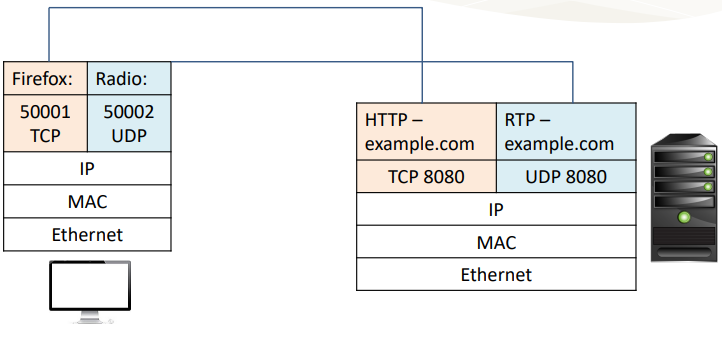 Firefox:
Radio:
50001
TCP
50002
UDP
IP
MAC
Ethernet
HTTP –
example.com
RTP –
example.com
TCP 8080
UDP 8080
IP
MAC
Ethernet